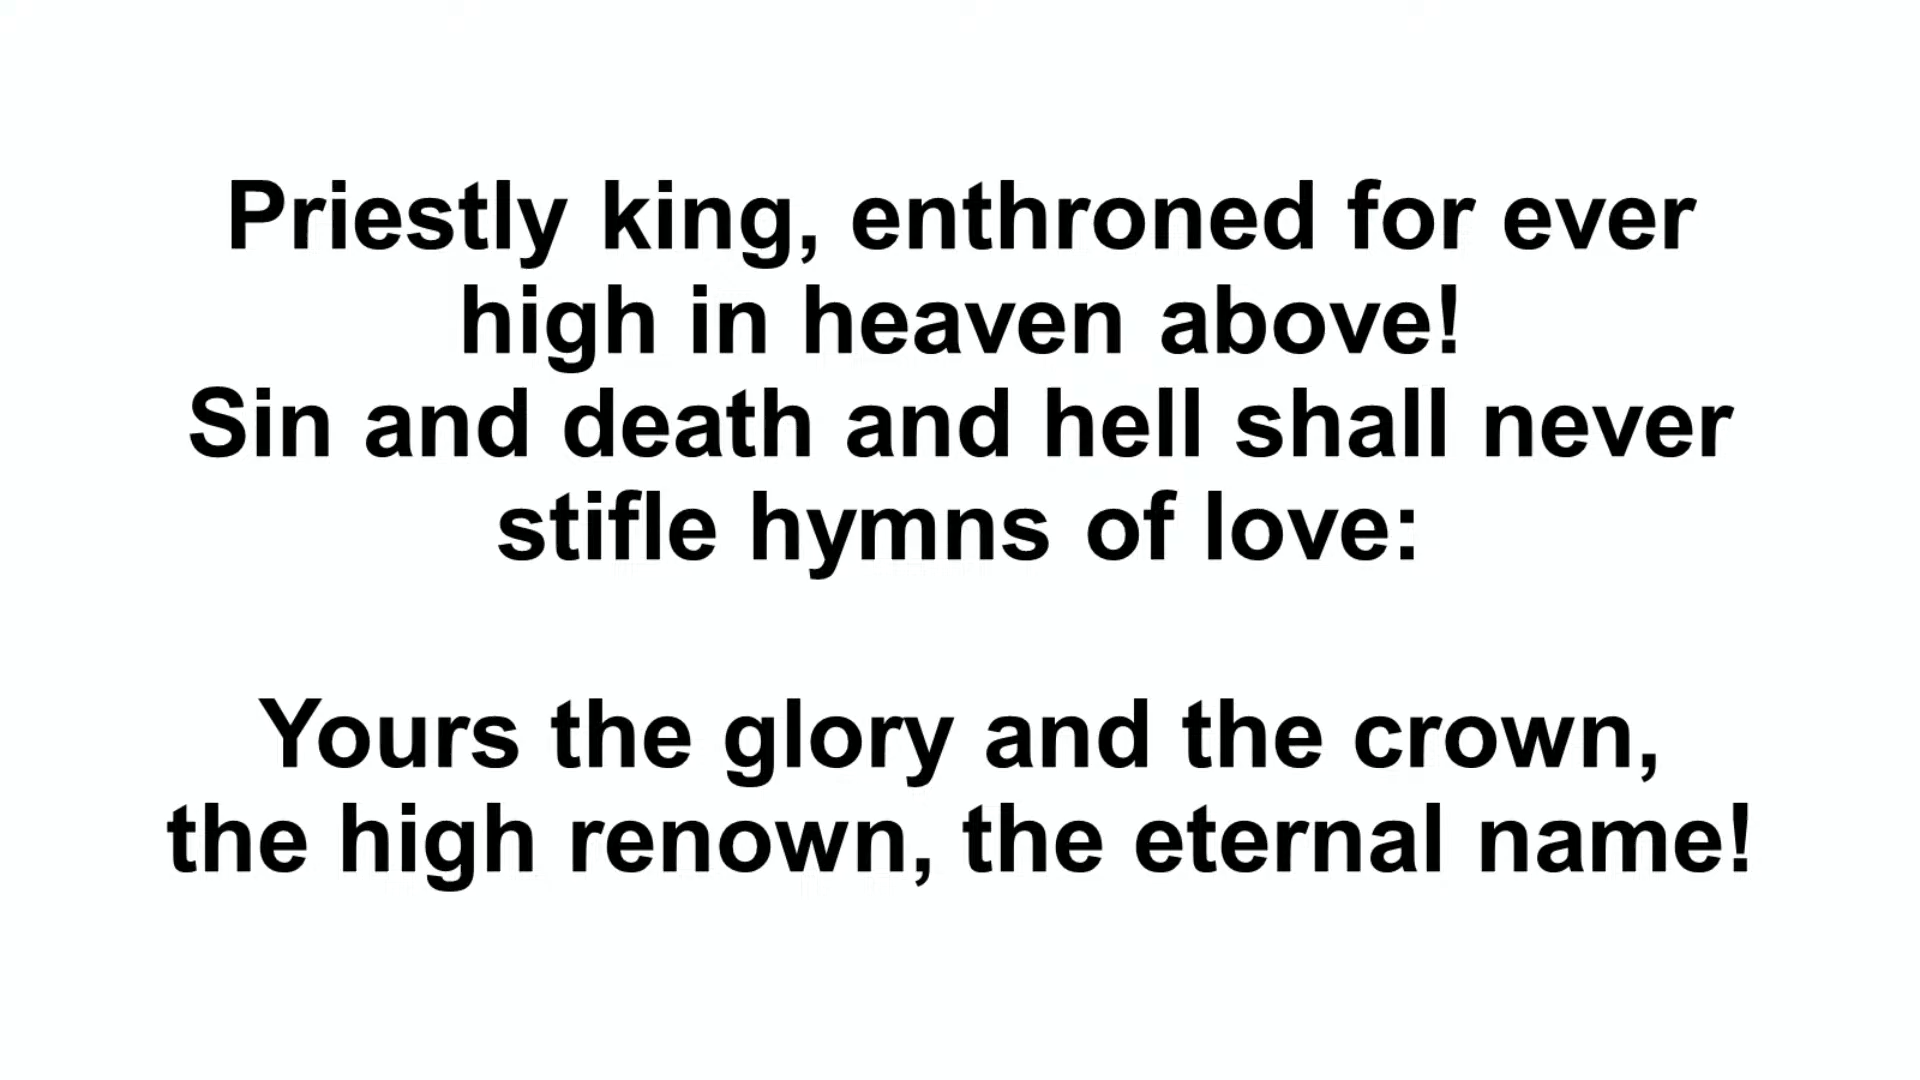 Priestly king, enthroned for ever
high in heaven above!
Sin and death and hell shall never
stifle hymns of love:
Yours the glory and the crown,
the high renown, the eternal name!